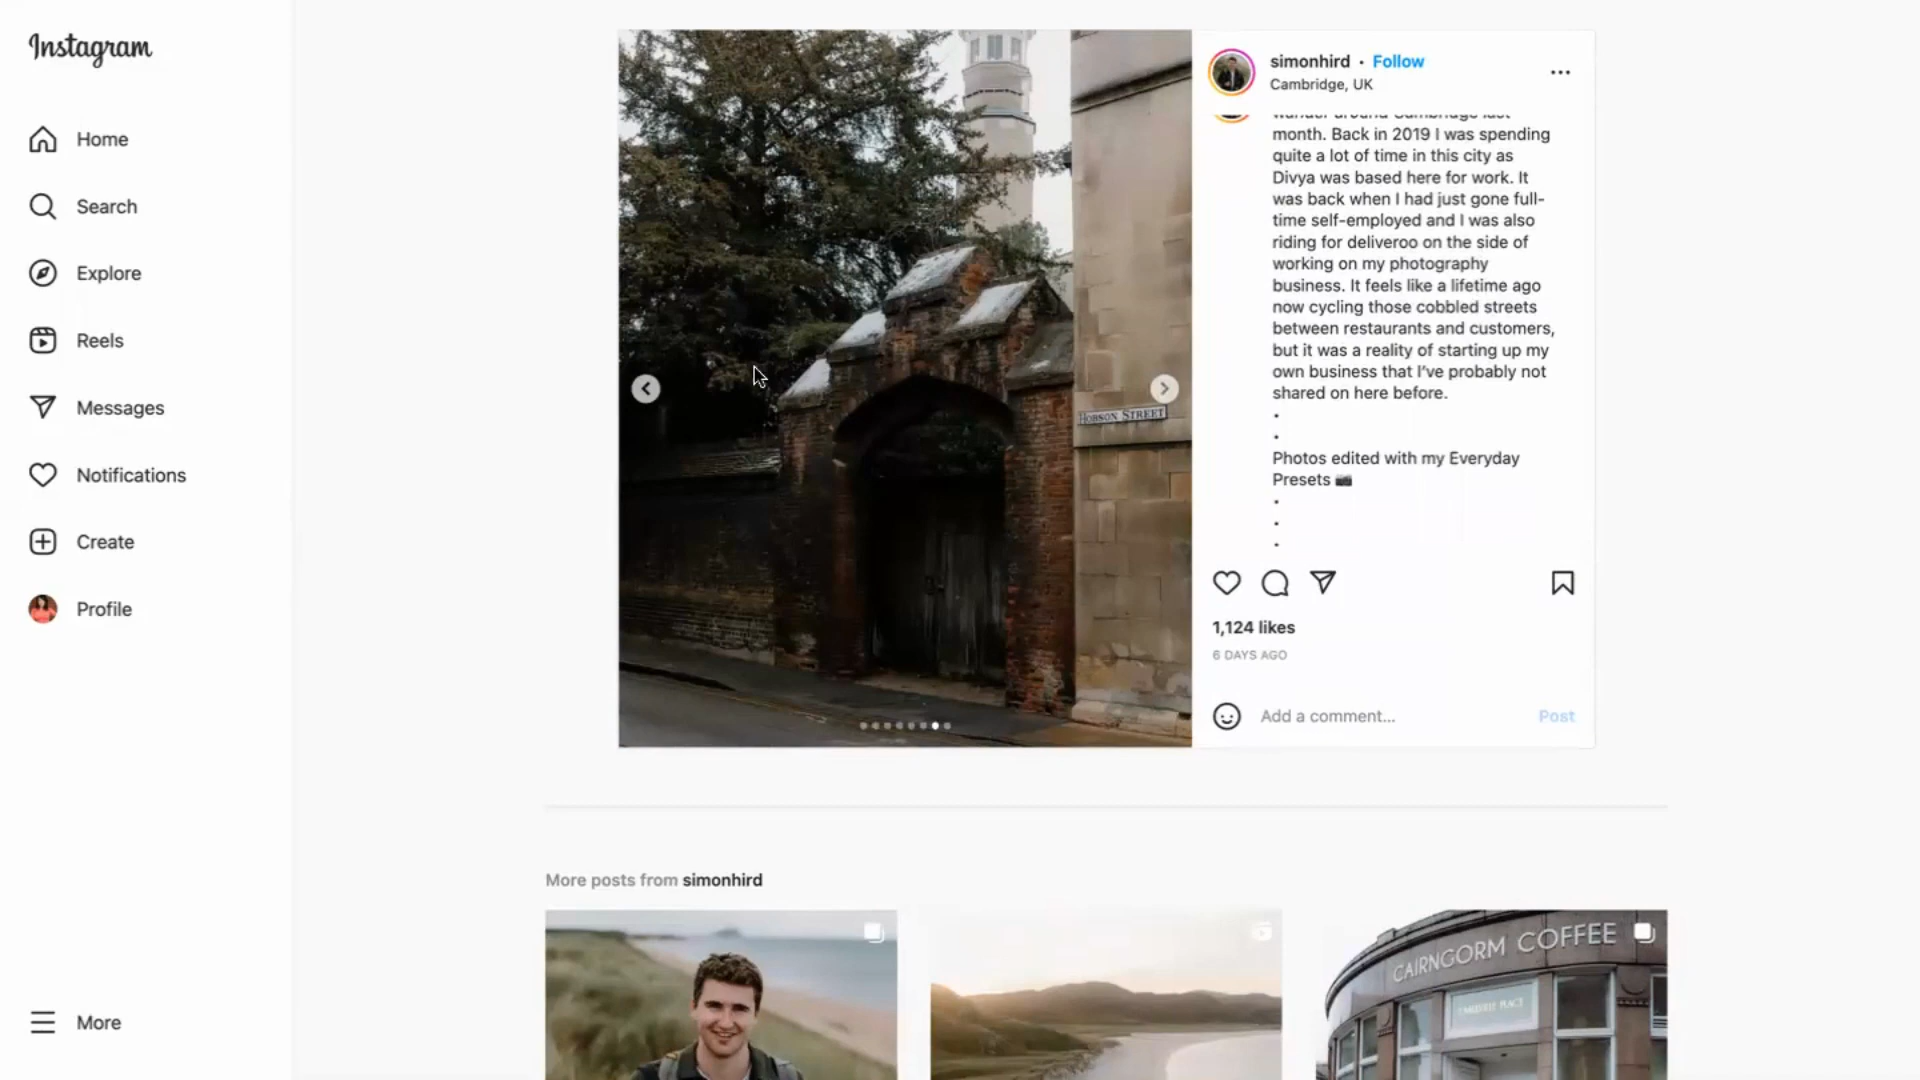 Instagram
Home
Search
Explore
Reels
Messages
Notifications
Create
Profile
More
HOBSON STREET
simonhird • Follow
Cambridge, UK
wander around Cambridge last
month. Back in 2019 I was spending
quite a lot of time in this city as
Divya was based here for work. It
was back when I had just gone full-
time self-employed and I was also
riding for deliveroo on the side of
working on my photography
business. It feels like a lifetime ago
now cycling those cobbled streets
between restaurants and customers,
but it was a reality of starting up my
own business that I've probably not
shared on here before.
•
•
Photos edited with my Everyday
Presets 📷
•
•
•
1,124 likes
6 DAYS AGO
Add a comment... Post
More posts from simonhird
CAIRNGORM COFFEE